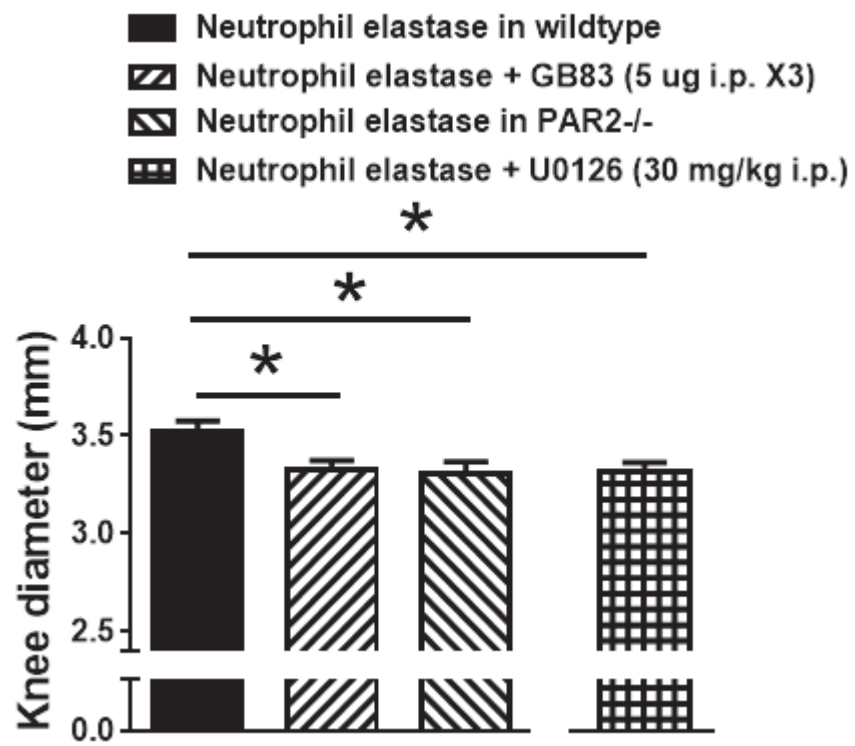 Neutrophil elastase in wildtype
Neutrophil elastase + GB83 (5 ug i.p. X3)
Neutrophil elastase in PAR2-/-
Neutrophil elastase + U0126 (30 mg/kg i.p.)
*
*
*
Knee diameter (mm)
4.0
3.5
3.0
2.5
0.0